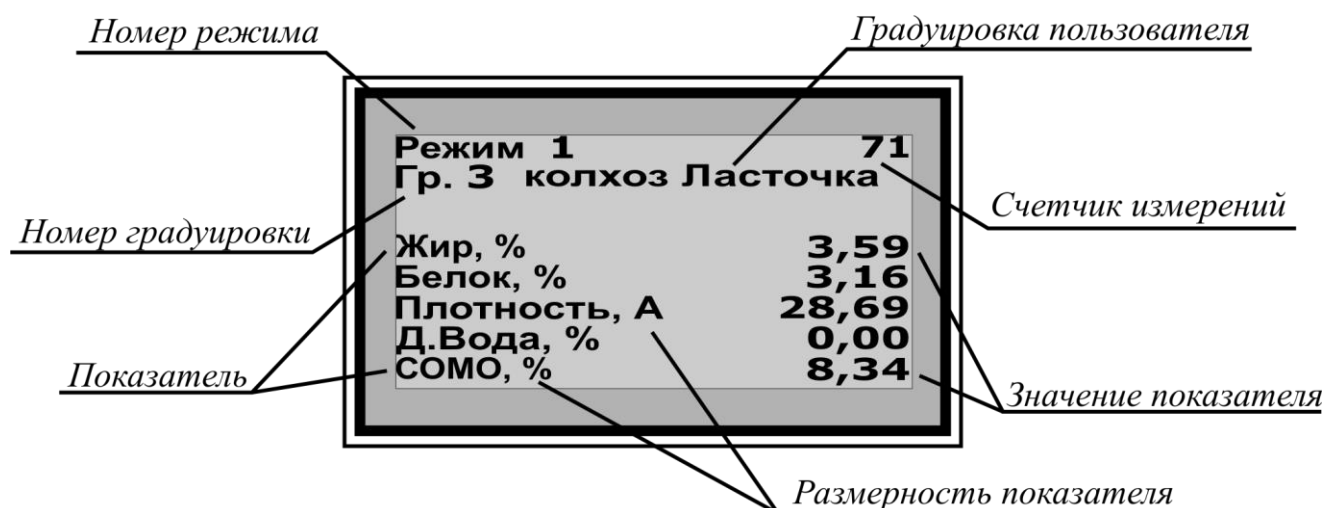 Номер режима
Градуировка пользователя
Режим 1 71
Гр. 3 колхоз Ласточка
Счетчик измерений
Номер градуировки
Жир, % 3,59
Белок, % 3,16
Плотность, А 28,69
Д.Вода, % 0,00
СОМО, % 8,34
Показатель
Значение показателя
Размерность показателя